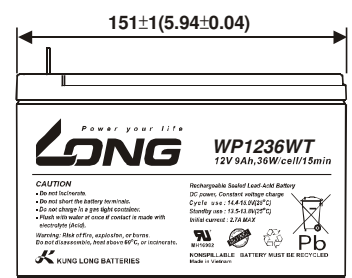 151±1(5.94±0.04)
Power your life
LONG
WP1236WT
12V 9Ah,36W/cell/15min
CAUTION
• Do not incinerate.
• Do not short the battery terminals.
• Do not charge in a gas tight container.
• Flush with water at once if contact is made with
electrolyte (Acid).
Warning: Risk of fire, explosion, or burns.
Do not disassemble, heat above 60°C, or incinerate.
KUNG LONG BATTERIES
Rechargeable Sealed Lead-Acid Battery
DC power, Constant voltage charge
Cycle use : 14.4-15.0V(25°C)
Standby use : 13.5-13.8V(25°C)
Initial current : 2.7A MAX
MH16982
Pb
NONSPILLABLE BATTERY MUST BE RECYCLED
Made in Vietnam